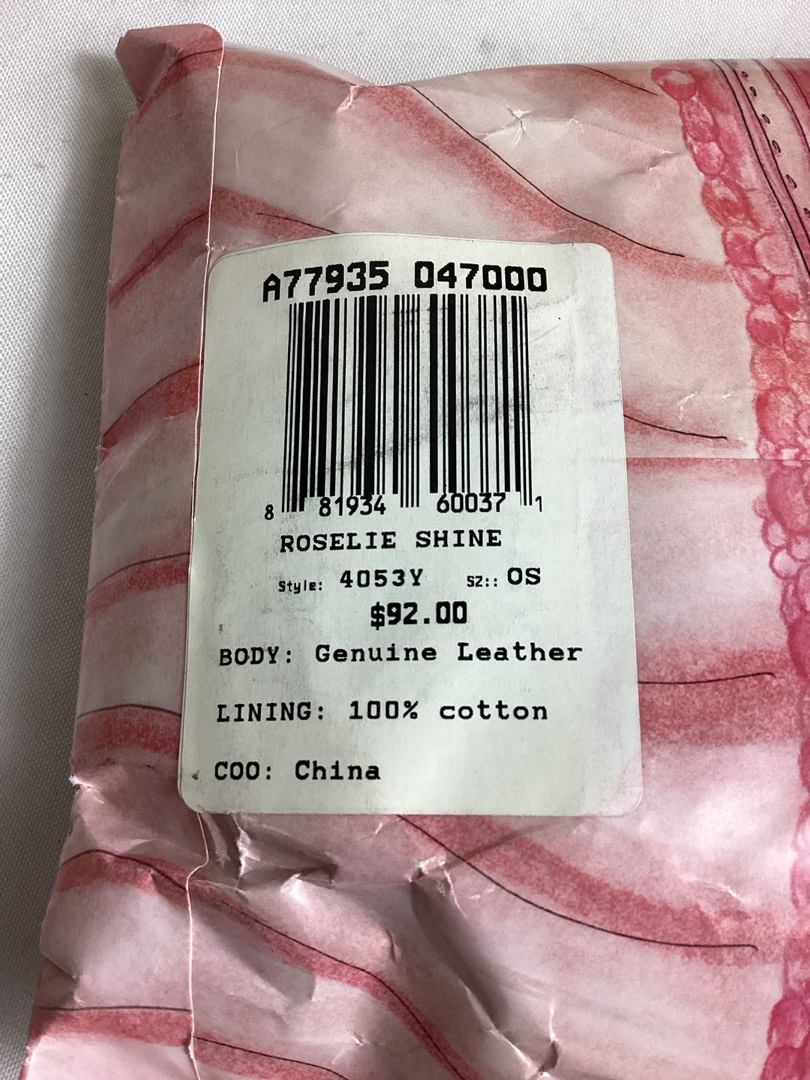 A77935 047000
8 81934 60037 1
ROSELIE SHINE
Style: 4053Y SZ:: OS
$92.00
BODY: Genuine Leather
LINING: 100% cotton
COO: China